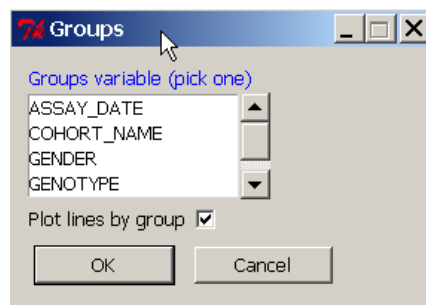 Groups
Groups variable (pick one)
ASSAY_DATE
COHORT_NAME
GENDER
GENOTYPE
Plot lines by group
OK Cancel